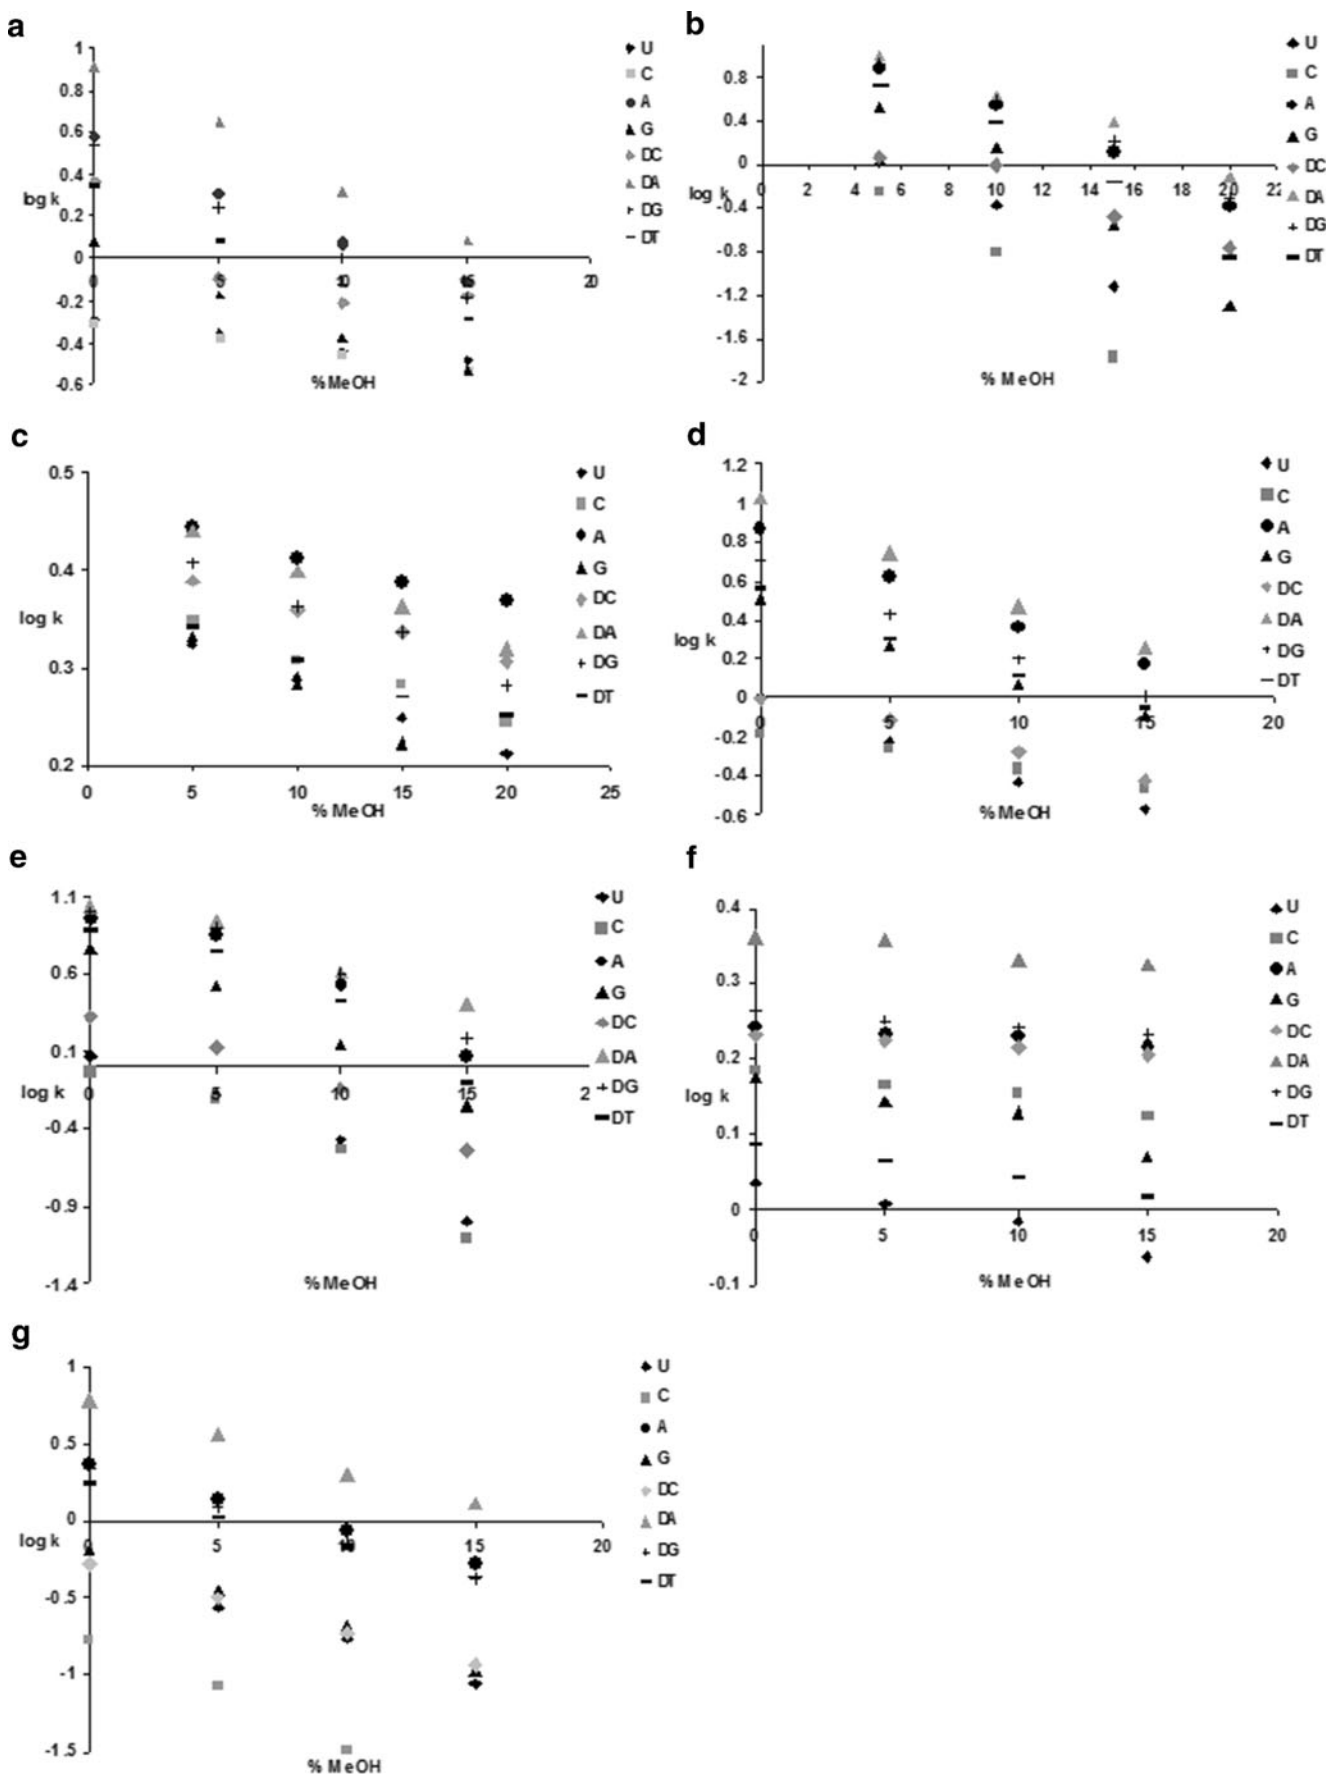 a
1
0.8
0.6
0.4
bg k
0.2
0
-0.2
-0.4
-0.6
0
5
10
15
20
% MeOH
U
C
A
G
DC
DA
DG
DT
b
0.8
0.4
0
log k
-0.4
-0.8
-1.2
-1.6
-2
0 2 4 6 8 10 12 14 16 18 20 22
% MeOH
U
C
A
G
DC
DA
DG
DT
c
0.5
0.4
log k
0.3
0.2
0 5 10 15 20 25
% MeOH
U
C
A
G
DC
DA
DG
DT
d
1.2
1
0.8
0.6
0.4
log k
0.2
0
-0.2
-0.4
-0.6
0 5 10 15 20
% MeOH
U
C
A
G
DC
DA
DG
DT
e
1.1
0.6
0.1
log k
-0.4
-0.9
-1.4
0 5 10 15 2
% MeOH
U
C
A
G
DC
DA
DG
DT
f
0.4
0.3
0.2
log k
0.1
0
-0.1
0 5 10 15 20
% MeOH
U
C
A
G
DC
DA
DG
DT
g
1
0.5
0
log k
-0.5
-1
-1.5
0 5 10 15 20
% MeOH
U
C
A
G
DC
DA
DG
DT